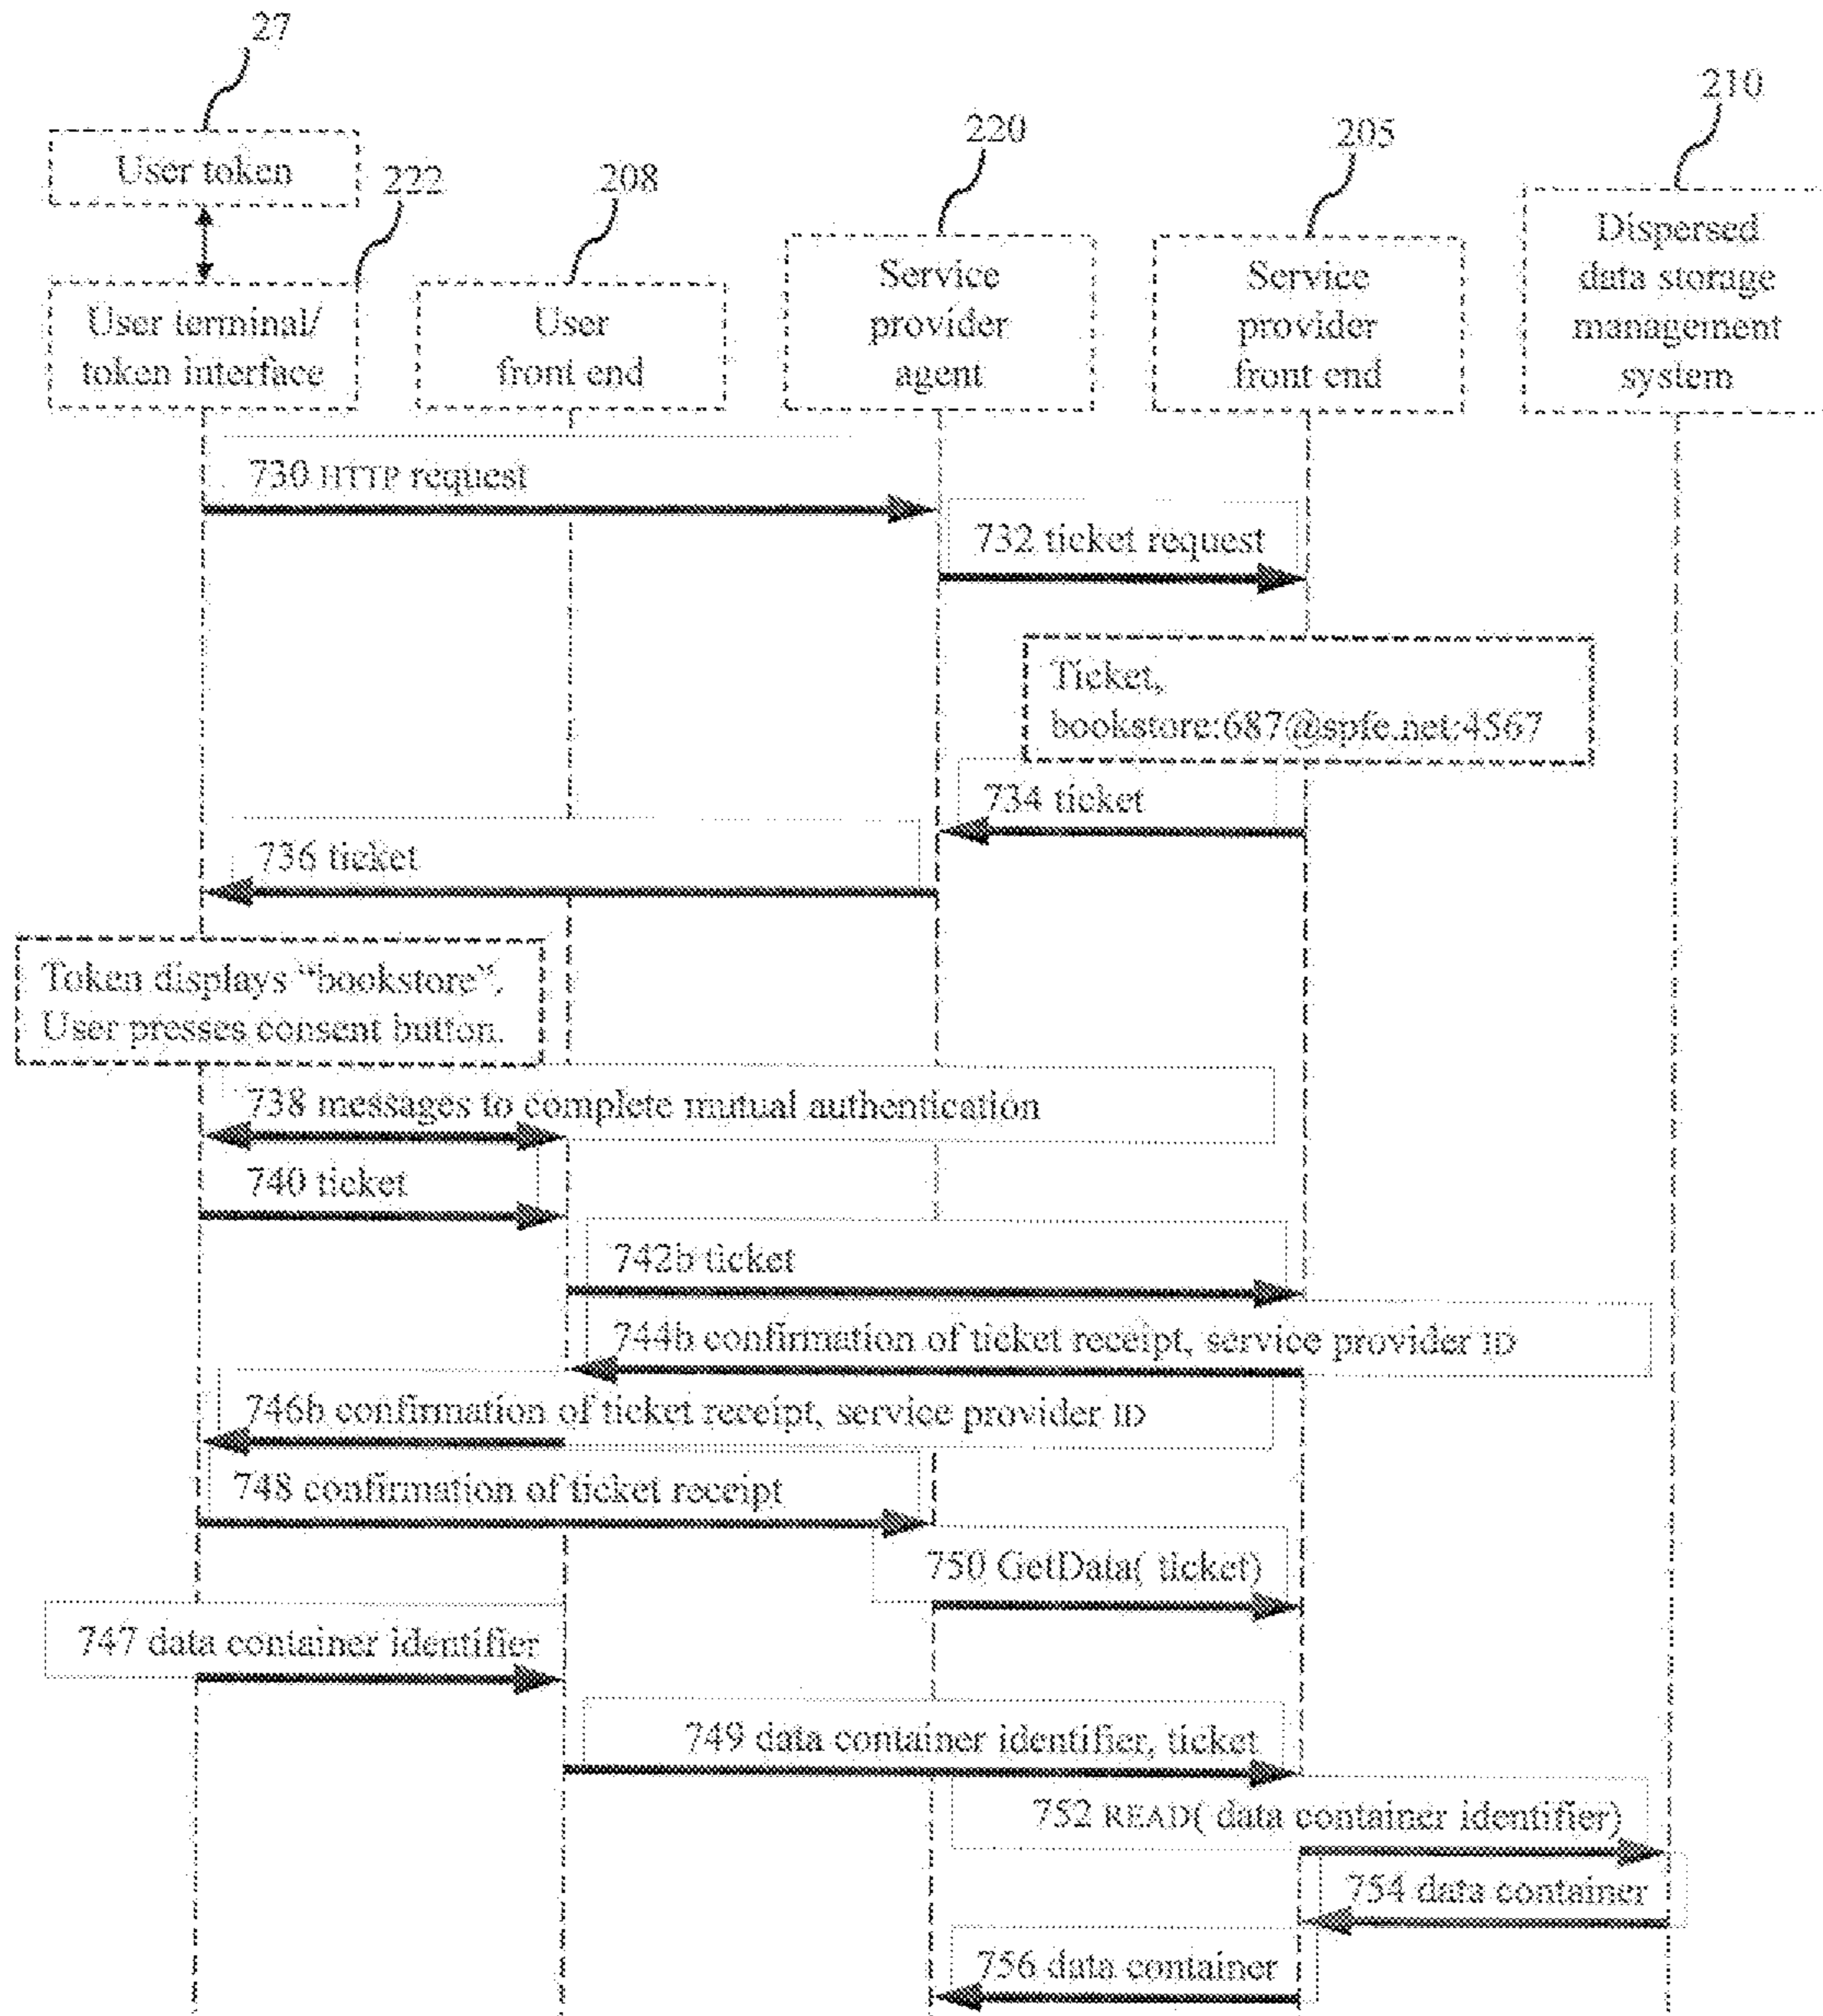 27
210
220
205
User token
222
208
Dispersed
data storage
management
system
Service
provider
agent
Service
provider
front end
User terminal/
token interface
User
front end
730 HTTP request
732 ticket request
Ticket,
bookstore:687@spfe.net:4567
734 ticket
736 ticket
Token displays “bookstore”.
User presses consent button.
738 messages to complete mutual authentication
740 ticket
742b ticket
744b confirmation of ticket receipt, service provider ID
746b confirmation of ticket receipt, service provider ID
748 confirmation of ticket receipt
750 GetData( ticket)
747 data container identifier
749 data container identifier, ticket
752 READ( data container identifier)
754 data container
756 data container